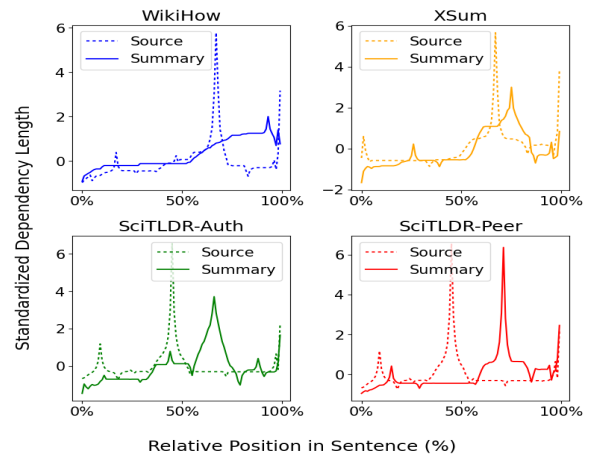 WikiHow
XSum
6
4
2
0
Source
Summary
0%
50%
100%
6
4
2
0
−2
Source
Summary
0%
50%
100%
Standardized Dependency Length
SciTLDR-Auth
SciTLDR-Peer
6
4
2
0
Source
Summary
0%
50%
100%
6
4
2
0
Source
Summary
0%
50%
100%
Relative Position in Sentence (%)